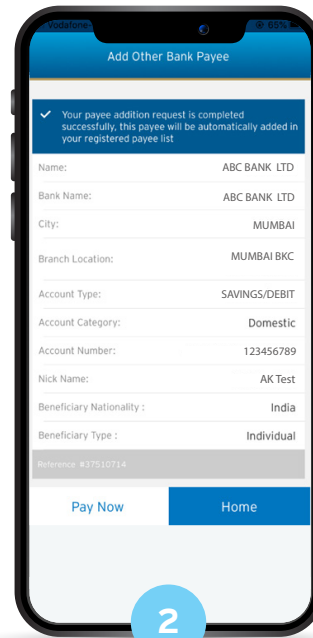 Vodafone
65%
Add Other Bank Payee
Your payee addition request is completed
successfully, this payee will be automatically added in
your registered payee list
Name: ABC BANK LTD
Bank Name: ABC BANK LTD
City: MUMBAI
Branch Location: MUMBAI BKC
Account Type: SAVINGS/DEBIT
Account Category: Domestic
Account Number: 123456789
Nick Name: AK Test
Beneficiary Nationality : India
Beneficiary Type : Individual
Reference #37510714
Pay Now Home
2